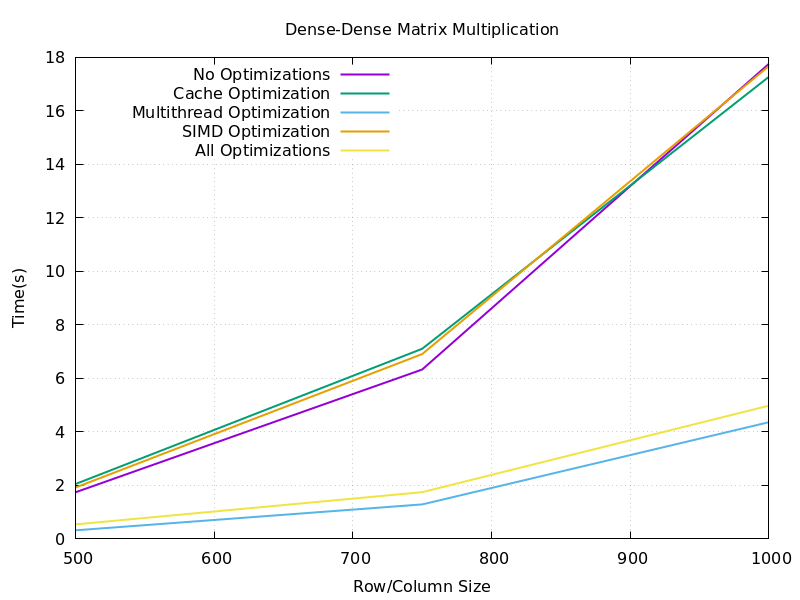 Dense-Dense Matrix Multiplication
18
16
14
12
10
8
6
4
2
0
Time(s)
No Optimizations
Cache Optimization
Multithread Optimization
SIMD Optimization
All Optimizations
500 600 700 800 900 1000
Row/Column Size